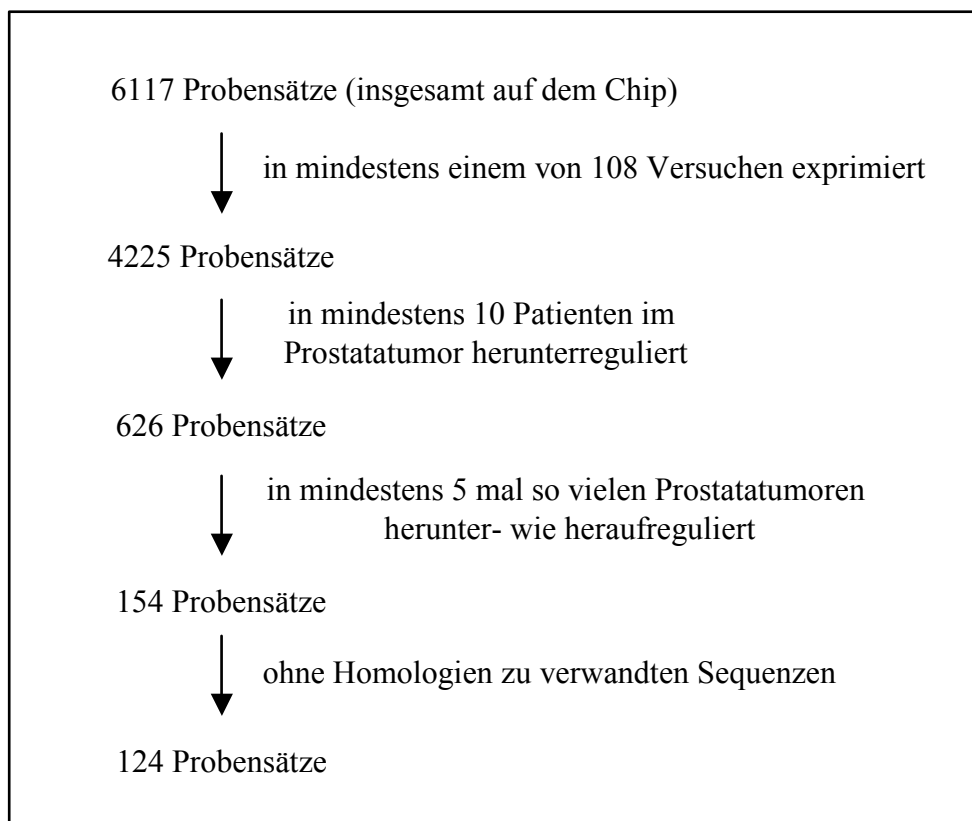 6117 Probensätze (insgesamt auf dem Chip)
in mindestens einem von 108 Versuchen exprimiert
4225 Probensätze
in mindestens 10 Patienten im
Prostatatumor herunterreguliert
626 Probensätze
in mindestens 5 mal so vielen Prostatatumoren
herunter- wie heraufreguliert
154 Probensätze
ohne Homologien zu verwandten Sequenzen
124 Probensätze